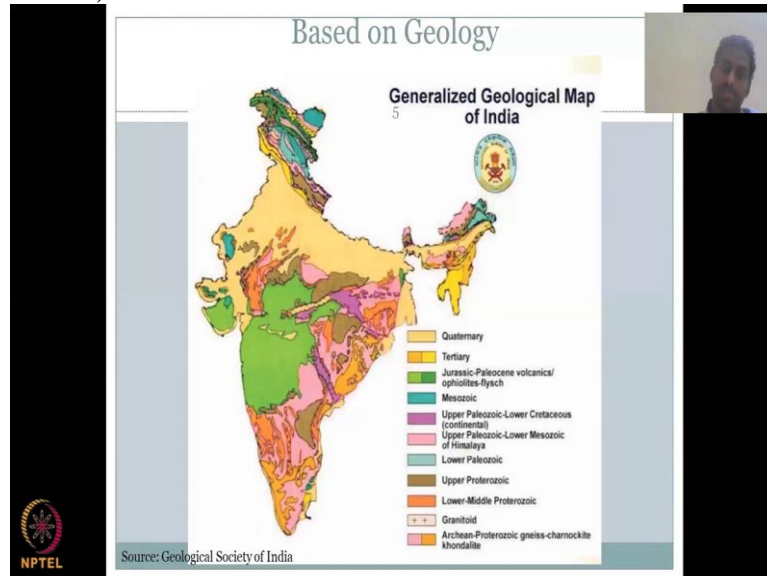 Based on Geology
Generalized Geological Map
5
of India
Quaternary
Tertiary
Jurassic-Paleocene volcanics/
ophiolites-flysch
Mesozoic
Upper Paleozoic-Lower Cretaceous
(continental)
Upper Paleozoic-Lower Mesozoic
of Himalaya
Lower Paleozoic
Upper Proterozoic
Lower-Middle Proterozoic
Granitoid
Archean-Proterozoic gneiss-charnockite
khondalite
Source: Geological Society of India
NPTEL